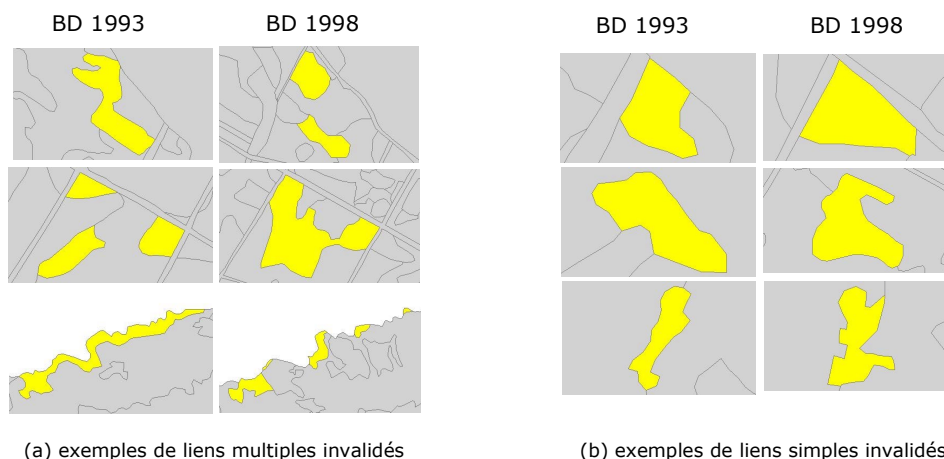 BD 1993 BD 1998
BD 1993 BD 1998
(a) exemples de liens multiples invalidés
(b) exemples de liens simples invalidés